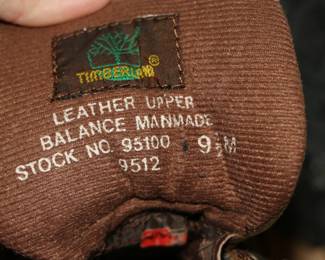 TIMBERLAND®
LEATHER UPPER
BALANCE MANMADE
STOCK NO. 95100 9½M
9512